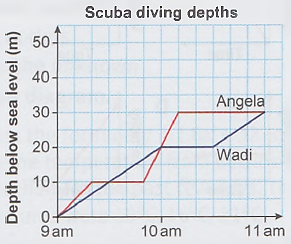 Scuba diving depths
Depth below sea level (m)
50
40
30
20
10
0
Angela
Wadi
9 am
10 am
11 am